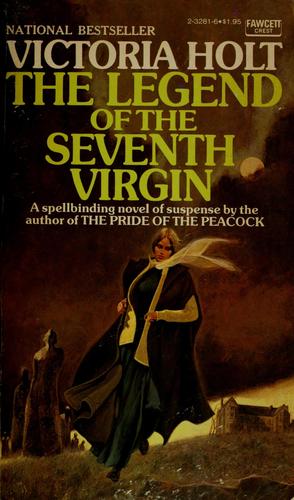 NATIONAL BESTSELLER
2-3281-6•$1.95
FAWCETT
CREST
VICTORIA HOLT
THE LEGEND
OF THE
SEVENTH
VIRGIN
A spellbinding novel of suspense by the
author of THE PRIDE OF THE PEACOCK